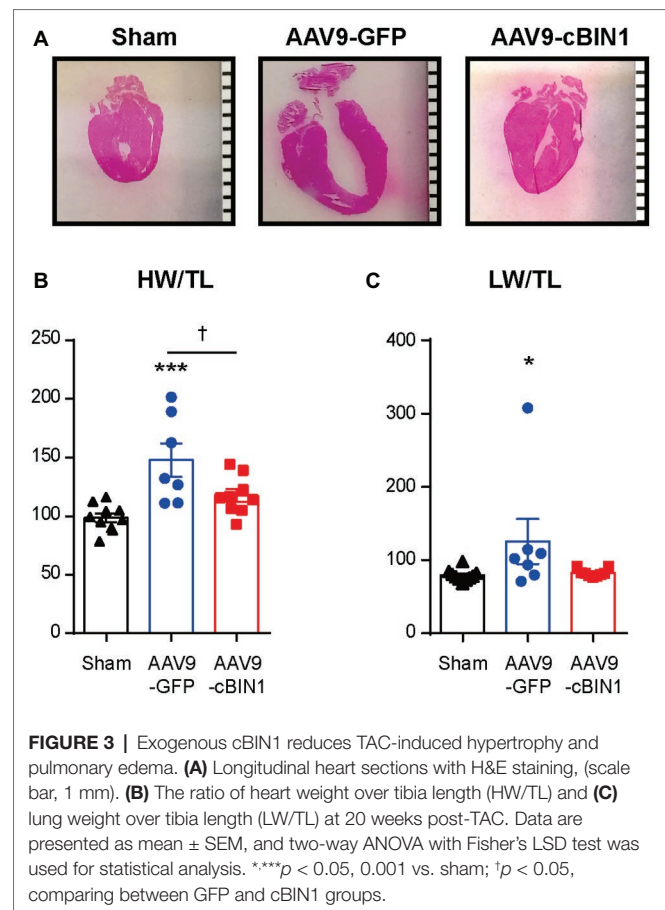 A
Sham
AAV9-GFP
AAV9-cBIN1
B
HW/TL
250
200
150
100
50
0
***
†
Sham
AAV9
-GFP
AAV9
-cBIN1
C
LW/TL
400
300
200
100
0
*
Sham
AAV9
-GFP
AAV9
-cBIN1
FIGURE 3 | Exogenous cBIN1 reduces TAC-induced hypertrophy and
pulmonary edema. (A) Longitudinal heart sections with H&E staining, (scale
bar, 1 mm). (B) The ratio of heart weight over tibia length (HW/TL) and (C)
lung weight over tibia length (LW/TL) at 20 weeks post-TAC. Data are
presented as mean ± SEM, and two-way ANOVA with Fisher's LSD test was
used for statistical analysis. *,***p < 0.05, 0.001 vs. sham; †p < 0.05,
comparing between GFP and cBIN1 groups.